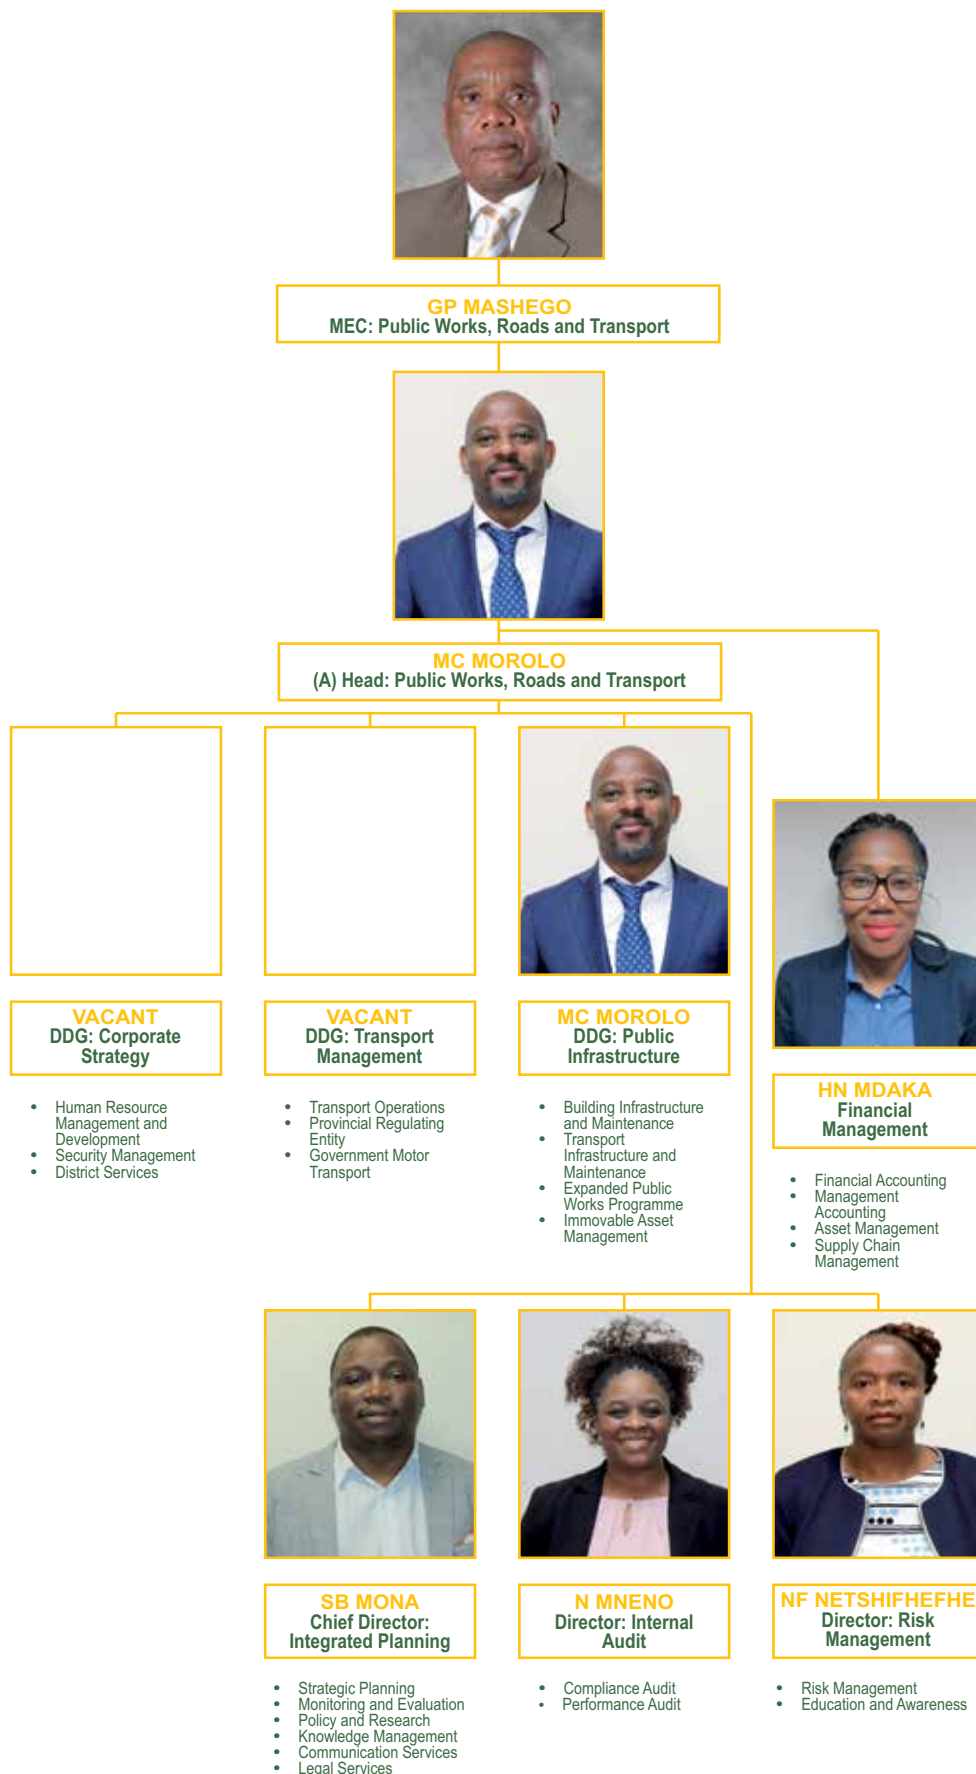 GP MASHEGO
MEC: Public Works, Roads and Transport
MC MOROLO
(A) Head: Public Works, Roads and Transport
VACANT
DDG: Corporate
Strategy
• Human Resource
Management and
Development
• Security Management
• District Services
VACANT
DDG: Transport
Management
• Transport Operations
• Provincial Regulating
Entity
• Government Motor
Transport
MC MOROLO
DDG: Public
Infrastructure
• Building Infrastructure
and Maintenance
• Transport
Infrastructure and
Maintenance
• Expanded Public
Works Programme
• Immovable Asset
Management
HN MDAKA
Financial
Management
• Financial Accounting
• Management
Accounting
• Asset Management
• Supply Chain
Management
SB MONA
Chief Director:
Integrated Planning
• Strategic Planning
• Monitoring and Evaluation
• Policy and Research
• Knowledge Management
• Communication Services
• Legal Services
N MNENO
Director: Internal
Audit
• Compliance Audit
• Performance Audit
NF NETSHIFHEFHE
Director: Risk
Management
• Risk Management
• Education and Awareness